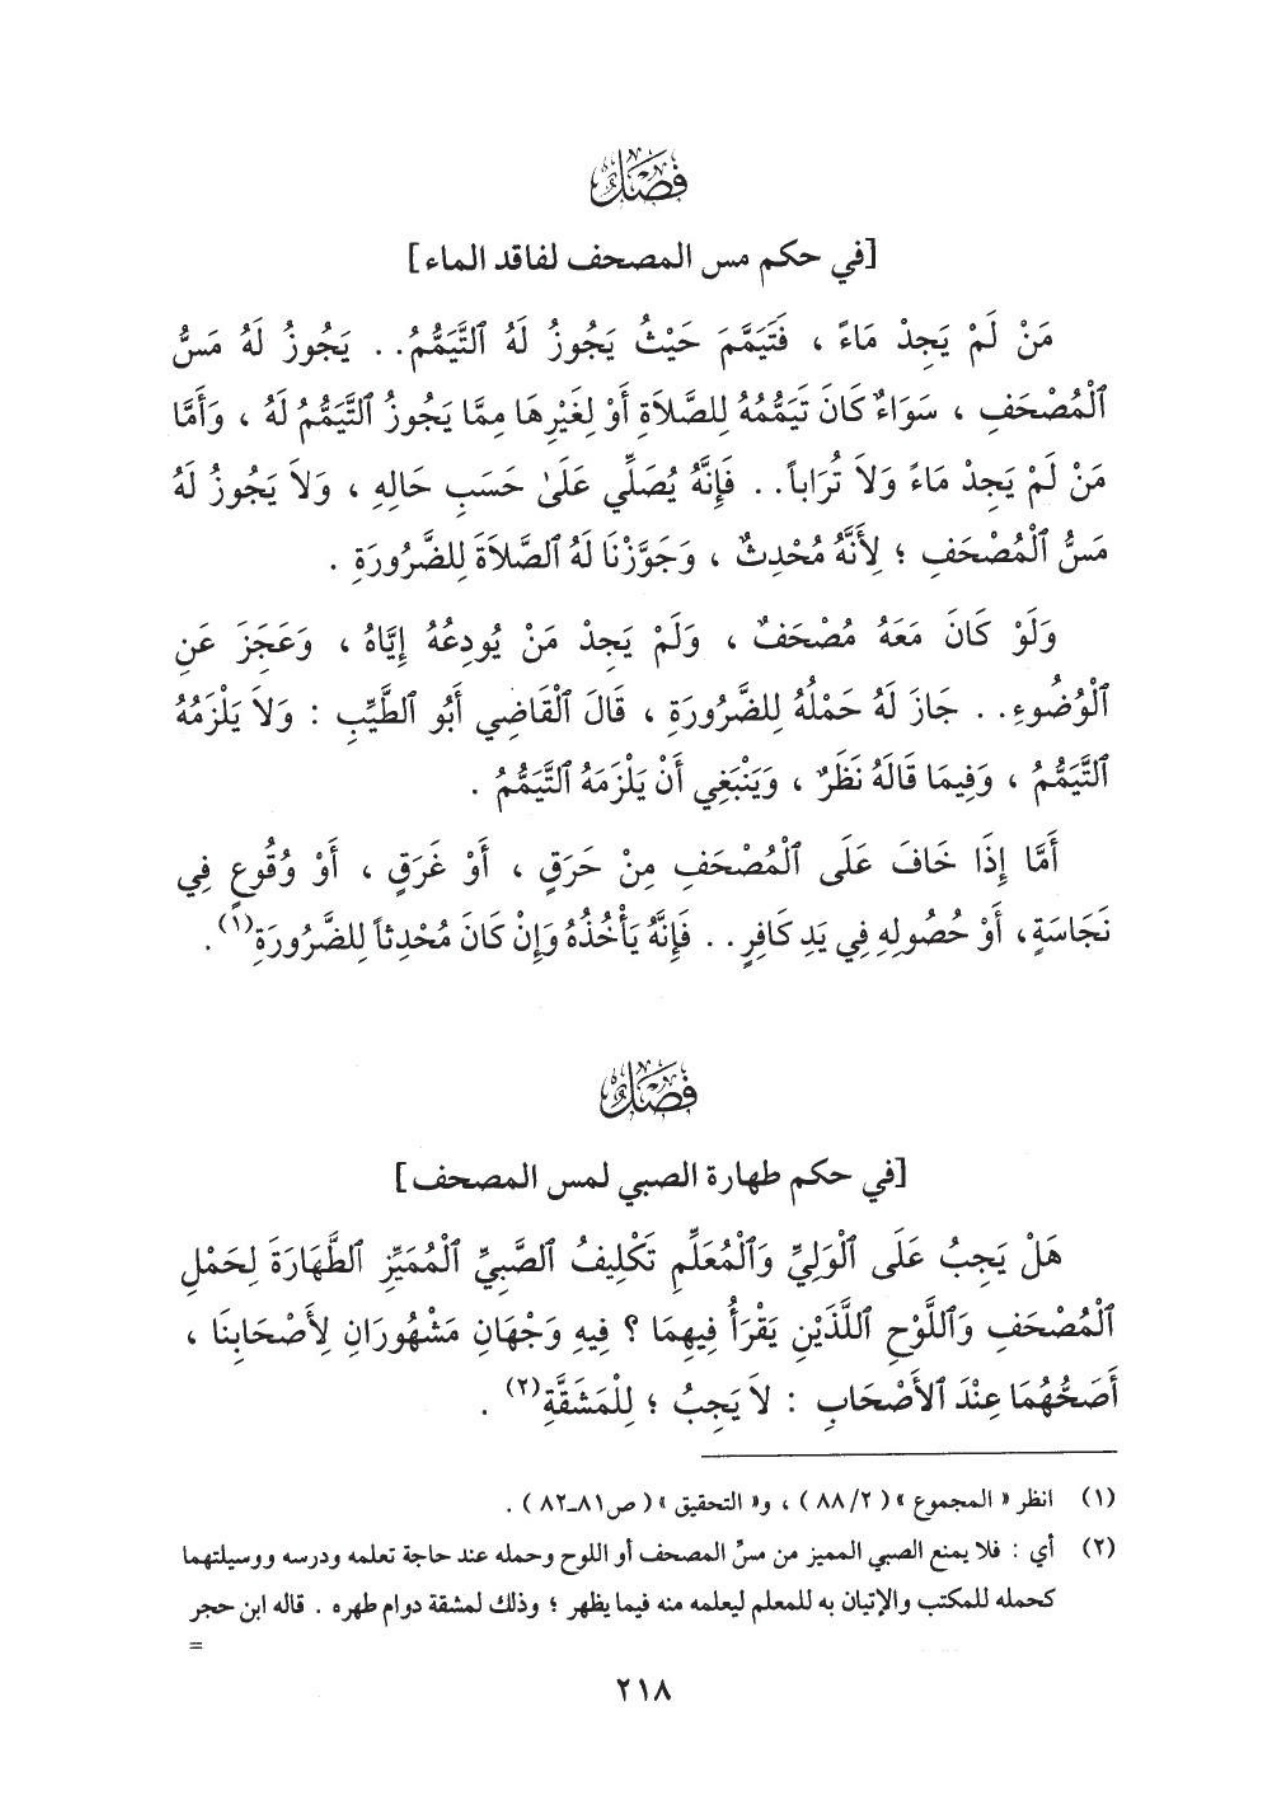 فَصْلٌ
[في حكم مس المصحف لفاقد الماء]
مَنْ لَمْ يَجِدْ مَاءً ، فَتَيَمَّمَ حَيْثُ يَجُوزُ لَهُ ٱلتَّيَمُّمُ. . يَجُوزُ لَهُ مَسُّ
ٱلْمُصْحَفِ ، سَوَاءٌ كَانَ تَيَمُّمُهُ لِلصَّلاَةِ أَوْ لِغَيْرِهَا مِمَّا يَجُوزُ ٱلتَّيَمُّمُ لَهُ ، وَأَمَّا
مَنْ لَمْ يَجِدْ مَاءً وَلاَ تُرَاباً. . فَإِنَّهُ يُصَلِّي عَلَىٰ حَسَبِ حَالِهِ ، وَلاَ يَجُوزُ لَهُ
مَسُّ ٱلْمُصْحَفِ ؛ لِأَنَّهُ مُحْدِثٌ ، وَجَوَّزْنَا لَهُ ٱلصَّلاَةَ لِلضَّرُورَةِ .
وَلَوْ كَانَ مَعَهُ مُصْحَفٌ ، وَلَمْ يَجِدْ مَنْ يُودِعُهُ إِيَّاهُ ، وَعَجَزَ عَنِ
ٱلْوُضُوءِ. . جَازَ لَهُ حَمْلُهُ لِلضَّرُورَةِ ، قَالَ ٱلْقَاضِي أَبُو ٱلطَّيِّبِ : وَلاَ يَلْزَمُهُ
ٱلتَّيَمُّمُ ، وَفِيمَا قَالَهُ نَظَرٌ ، وَيَنْبَغِي أَنْ يَلْزَمَهُ ٱلتَّيَمُّمُ .
أَمَّا إِذَا خَافَ عَلَى ٱلْمُصْحَفِ مِنْ حَرَقٍ ، أَوْ غَرَقٍ ، أَوْ وُقُوعٍ فِي
نَجَاسَةٍ، أَوْ حُصُولِهِ فِي يَدِ كَافِرٍ. . فَإِنَّهُ يَأْخُذُهُ وَإِنْ كَانَ مُحْدِثاً لِلضَّرُورَةِ(١).
فَصْلٌ
[في حكم طهارة الصبي لمس المصحف]
هَلْ يَجِبُ عَلَى ٱلْوَلِيِّ وَٱلْمُعَلِّمِ تَكْلِيفُ ٱلصَّبِيِّ ٱلْمُمَيِّزِ ٱلطَّهَارَةَ لِحَمْلِ
ٱلْمُصْحَفِ وَٱللَّوْحِ ٱللَّذَيْنِ يَقْرَأُ فِيهِمَا ؟ فِيهِ وَجْهَانِ مَشْهُورَانِ لِأَصْحَابِنَا ،
أَصَحُّهُمَا عِنْدَ ٱلأَصْحَابِ : لاَ يَجِبُ ؛ لِلْمَشَقَّةِ(٢) .
(١) انظر « المجموع » ( ٨٨/٢ ) ، و« التحقيق » ( ص٨١ـ٨٢ ) .
(٢) أي : فلا يمنع الصبي المميز من مسِّ المصحف أو اللوح وحمله عند حاجة تعلمه ودرسه ووسيلتهما
كحمله للمكتب والإتيان به للمعلم ليعلمه منه فيما يظهر ؛ وذلك لمشقة دوام طهره . قاله ابن حجر
=
٢١٨